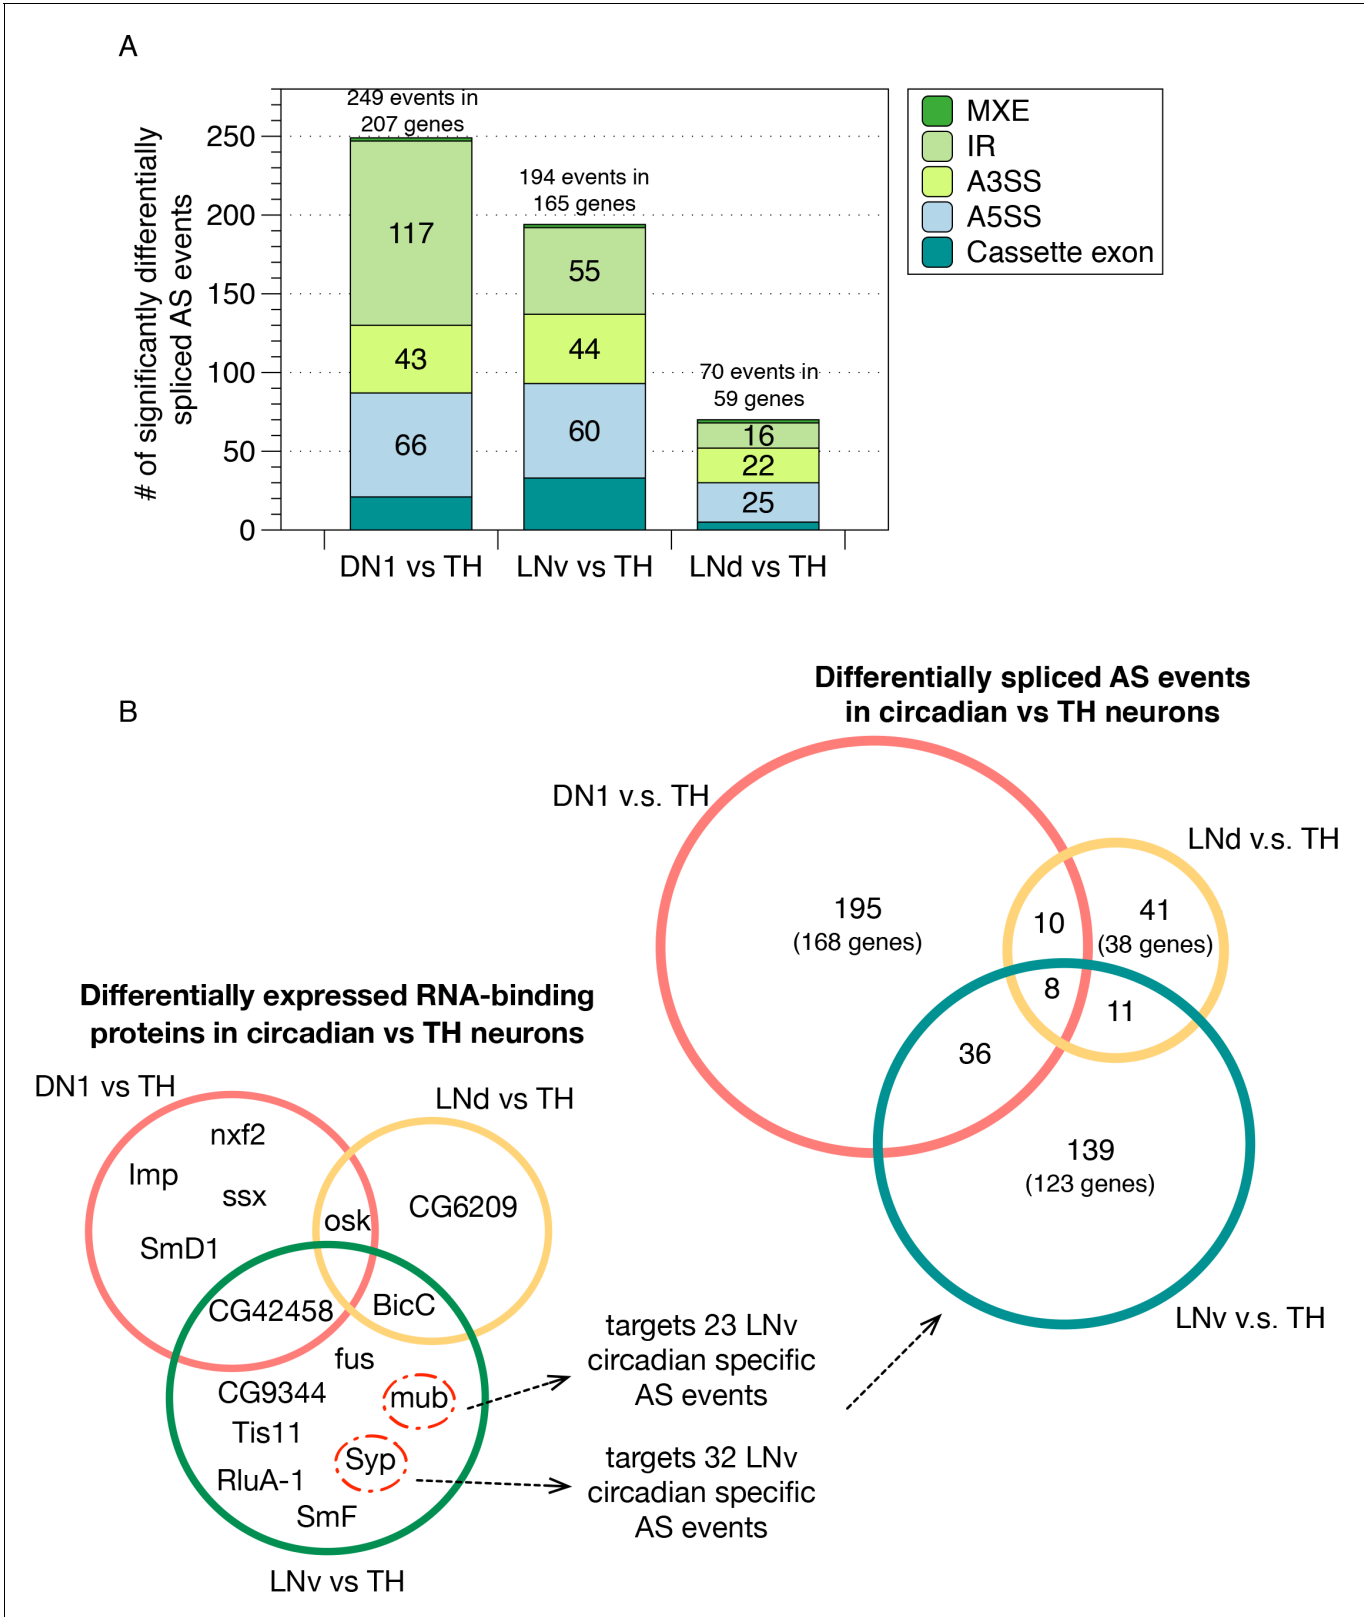 A
249 events in
207 genes
194 events in
165 genes
70 events in
59 genes
# of significantly differentially
spliced AS events
250
200
150
100
50
0
117
43
66
55
44
60
16
22
25
DN1 vs TH
LNv vs TH
LNd vs TH
MXE
IR
A3SS
A5SS
Cassette exon
B
Differentially spliced AS events
in circadian vs TH neurons
DN1 v.s. TH
LNd v.s. TH
195
(168 genes)
10
41
(38 genes)
8
11
36
139
(123 genes)
LNv v.s. TH
Differentially expressed RNA-binding
proteins in circadian vs TH neurons
DN1 vs TH
LNd vs TH
nxf2
Imp
ssx
SmD1
osk
CG6209
CG42458
BicC
fus
CG9344
mub
Tis11
Syp
RluA-1
SmF
LNv vs TH
targets 23 LNv
circadian specific
AS events
targets 32 LNv
circadian specific
AS events